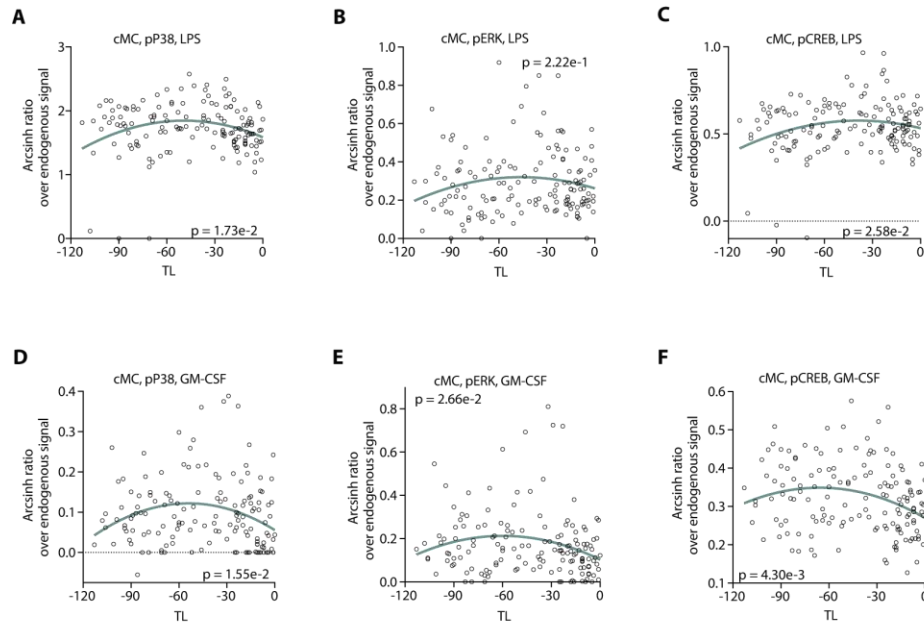 A
cMC, pP38, LPS
Arcsinh ratio
over endogenous signal
3
2
1
0
p = 1.73e-2
-120 -90 -60 -30 0
TL
B
cMC, pERK, LPS
Arcsinh ratio
over endogenous signal
1.0
0.8
0.6
0.4
0.2
0.0
p = 2.22e-1
-120 -90 -60 -30 0
TL
C
cMC, pCREB, LPS
Arcsinh ratio
over endogenous signal
1.0
0.5
0.0
p = 2.58e-2
-120 -90 -60 -30 0
TL
D
cMC, pP38, GM-CSF
Arcsinh ratio
over endogenous signal
0.4
0.3
0.2
0.1
0.0
p = 1.55e-2
-120 -90 -60 -30 0
TL
E
cMC, pERK, GM-CSF
p = 2.66e-2
Arcsinh ratio
over endogenous signal
0.8
0.6
0.4
0.2
0.0
-120 -90 -60 -30 0
TL
F
cMC, pCREB, GM-CSF
Arcsinh ratio
over endogenous signal
0.6
0.5
0.4
0.3
0.2
0.1
p = 4.30e-3
-120 -90 -60 -30 0
TL